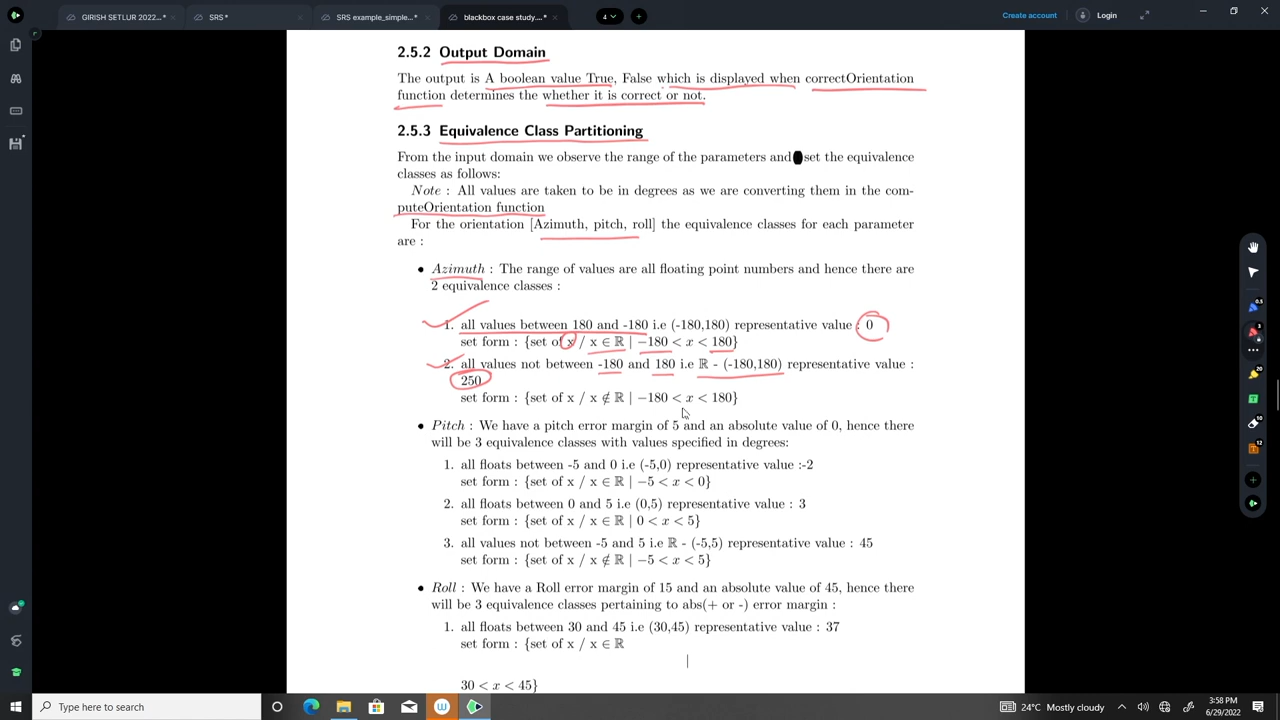 GIRISH SETLUR 2022...*
SRS*
SRS example_simple...*
blackbox case study....*
4
Create account
Login
2.5.2 Output Domain
The output is A boolean value True, False which is displayed when correctOrientation
function determines the whether it is correct or not.
2.5.3 Equivalence Class Partitioning
From the input domain we observe the range of the parameters and set the equivalence
classes as follows:
Note : All values are taken to be in degrees as we are converting them in the com-
puteOrientation function
For the orientation [Azimuth, pitch, roll] the equivalence classes for each parameter
are :
• Azimuth : The range of values are all floating point numbers and hence there are
2 equivalence classes :
1. all values between 180 and -180 i.e (-180,180) representative value : 0
set form : {set of x / x ∈ ℝ | −180 < x < 180}
2. all values not between -180 and 180 i.e ℝ - (-180,180) representative value :
250
set form : {set of x / x ∉ ℝ | −180 < x < 180}
• Pitch : We have a pitch error margin of 5 and an absolute value of 0, hence there
will be 3 equivalence classes with values specified in degrees:
1. all floats between -5 and 0 i.e (-5,0) representative value :-2
set form : {set of x / x ∈ ℝ | −5 < x < 0}
2. all floats between 0 and 5 i.e (0,5) representative value : 3
set form : {set of x / x ∈ ℝ | 0 < x < 5}
3. all values not between -5 and 5 i.e ℝ - (-5,5) representative value : 45
set form : {set of x / x ∉ ℝ | −5 < x < 5}
• Roll : We have a Roll error margin of 15 and an absolute value of 45, hence there
will be 3 equivalence classes pertaining to abs(+ or -) error margin :
1. all floats between 30 and 45 i.e (30,45) representative value : 37
set form : {set of x / x ∈ ℝ
|
30 < x < 45}
Type here to search
24°C Mostly cloudy
3:58 PM
6/29/2022